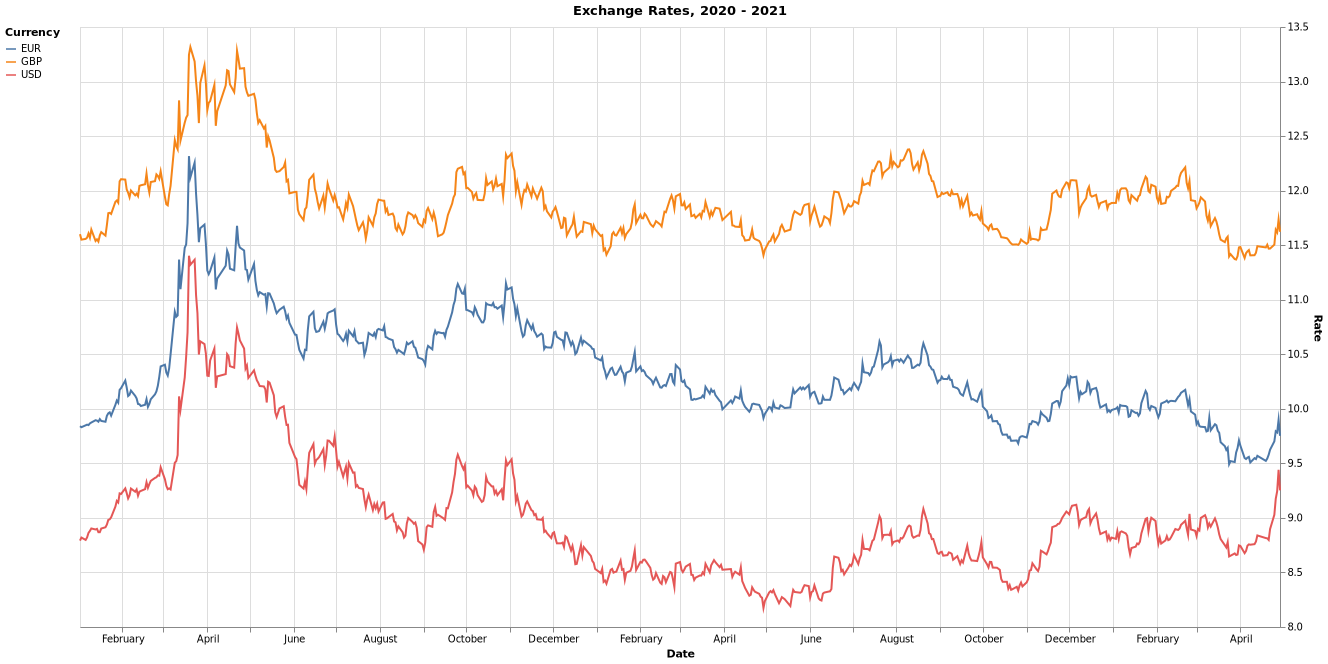 Exchange Rates, 2020 - 2021
Currency
EUR
GBP
USD
13.5
13.0
12.5
12.0
11.5
11.0
10.5
10.0
9.5
9.0
8.5
8.0
Rate
February April June August October December February April June August October December February April
Date